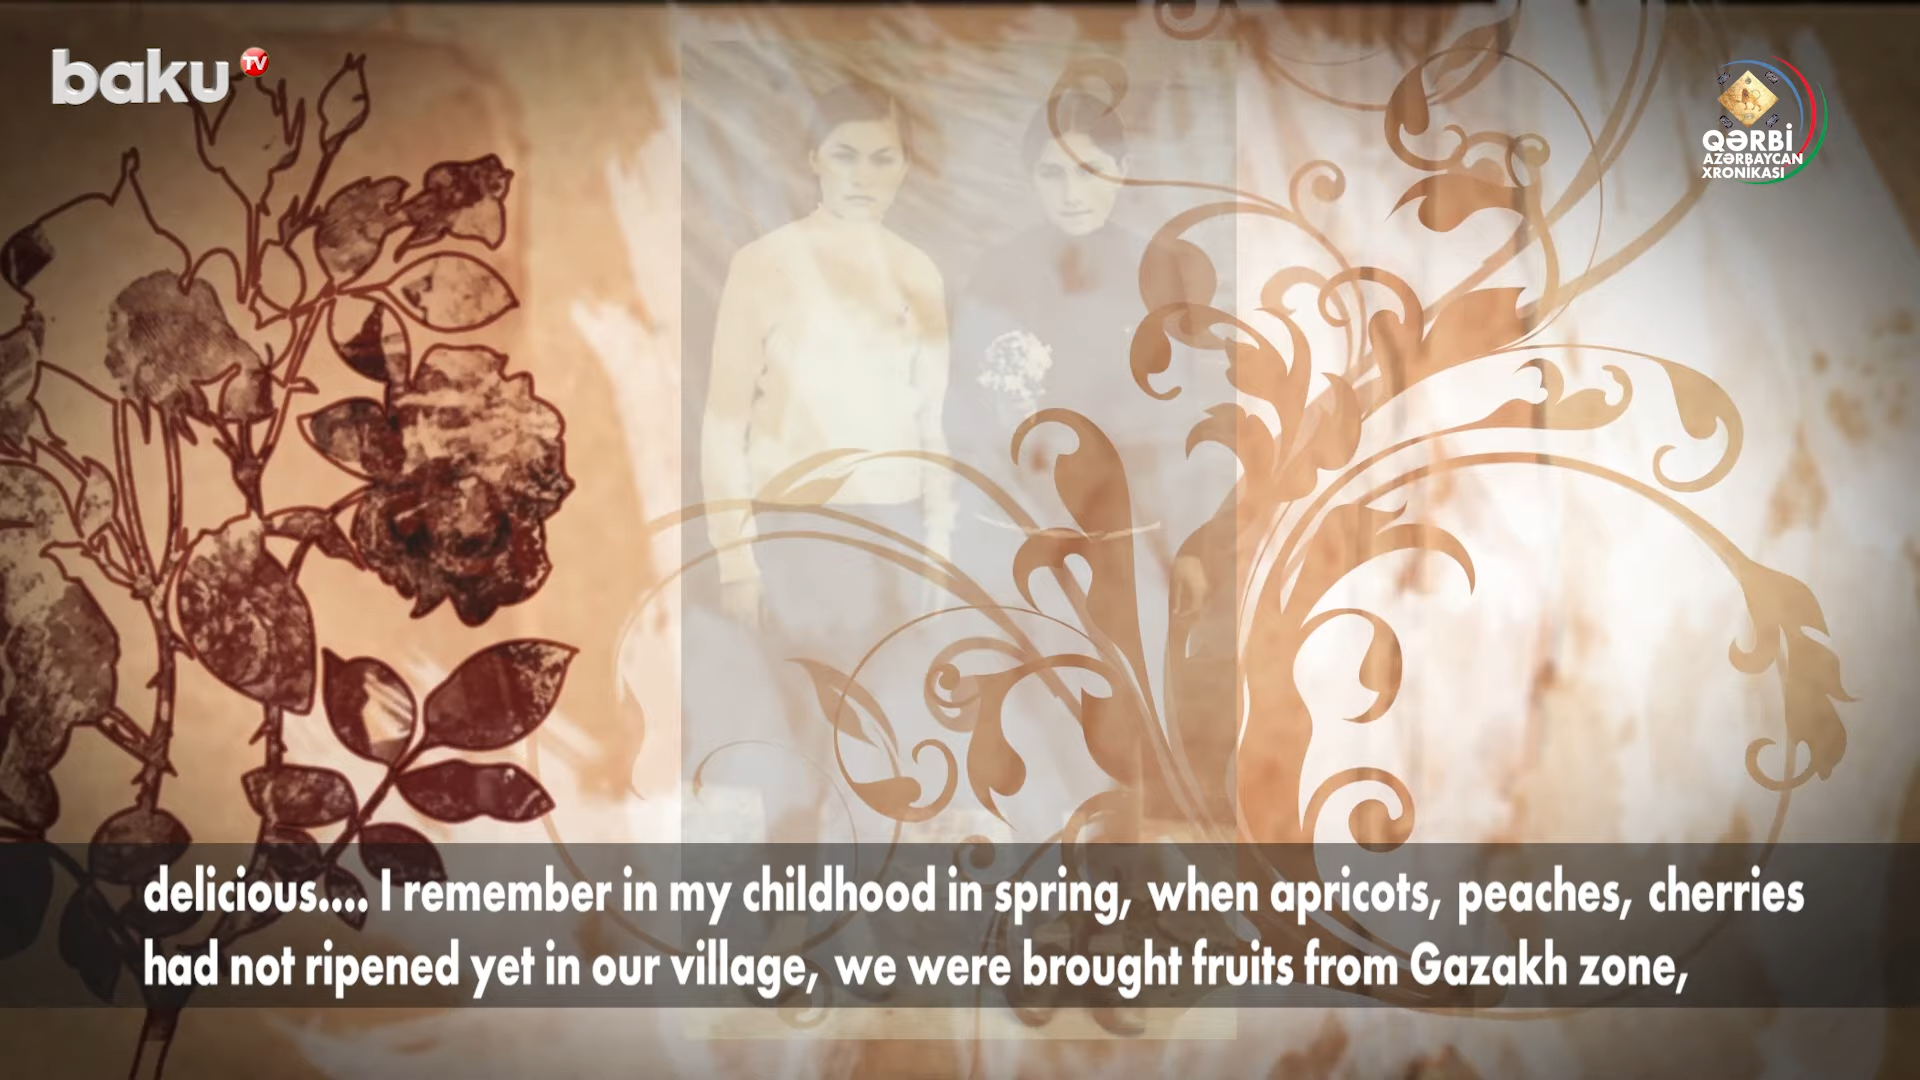 baku TV
QƏRBİ
AZƏRBAYCAN
XRONİKASI
delicious.... I remember in my childhood in spring, when apricots, peaches, cherries
had not ripened yet in our village, we were brought fruits from Gazakh zone,